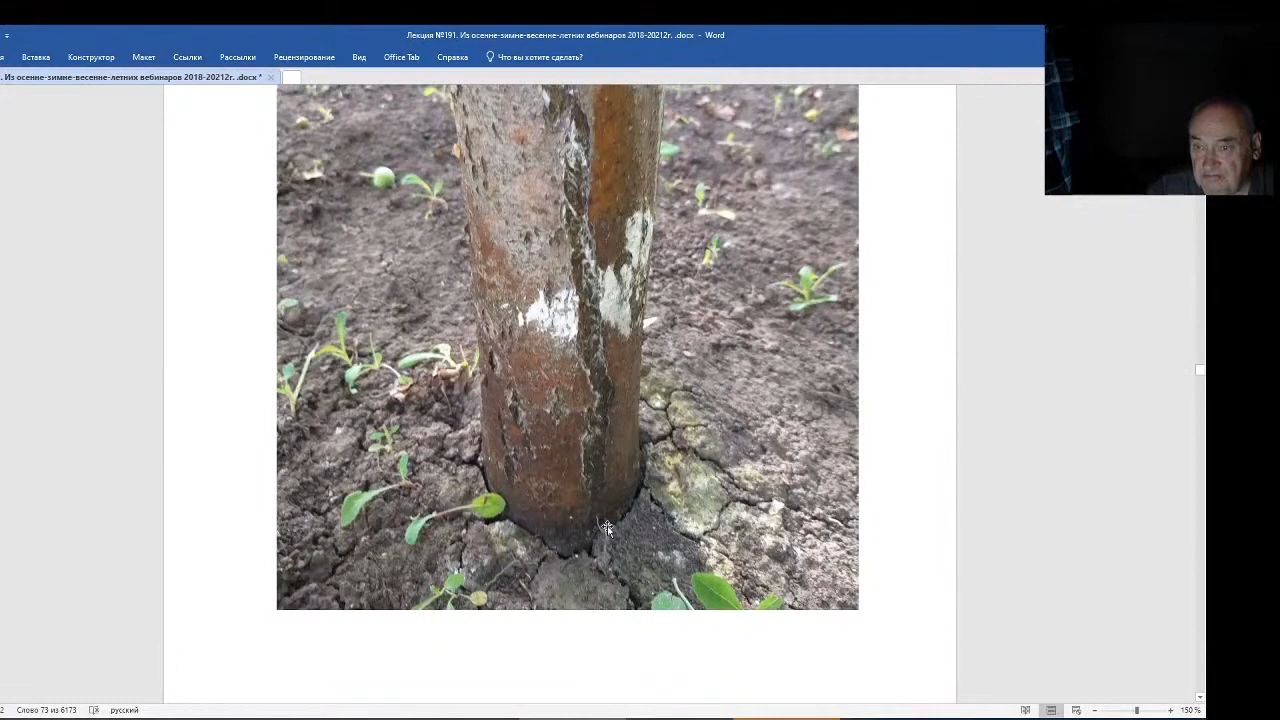 Лекция №191. Из осенне-зимне-весенне-летних вебинаров 2018-20212г. .docx - Word
Вставка Конструктор Макет Ссылки Рассылки Рецензирование Вид Office Tab Справка Что вы хотите сделать?
. Из осенне-зимне-весенне-летних вебинаров 2018-20212г. .docx *
2 Слово 73 из 6173 русский 150 %